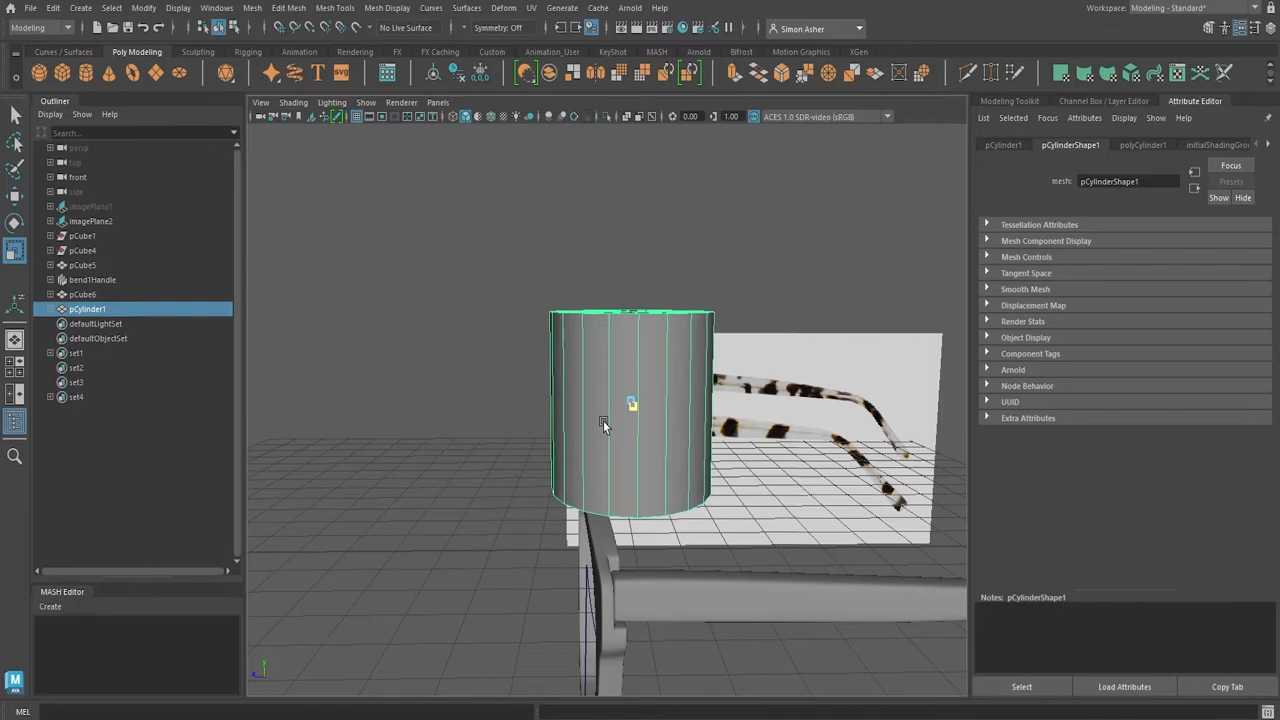 File Edit Create Select Modify Display Windows Mesh Edit Mesh Mesh Tools Mesh Display Curves Surfaces Deform UV Generate Cache Arnold Help Workspace: Modeling - Standard*
Modeling No Live Surface Symmetry: Off Simon Asher
Curves / Surfaces Poly Modeling Sculpting Rigging Animation Rendering FX FX Caching Custom Animation_User KeyShot MASH Arnold Bifrost Motion Graphics XGen
Outliner
Display Show Help
Search...
persp
top
front
side
imagePlane1
imagePlane2
pCube1
pCube4
pCube5
bend1Handle
pCube6
pCylinder1
defaultLightSet
defaultObjectSet
set1
set2
set3
set4
MASH Editor
Create
View Shading Lighting Show Renderer Panels
0.00 1.00 ACES 1.0 SDR-video (sRGB)
Modeling Toolkit Channel Box / Layer Editor Attribute Editor
List Selected Focus Attributes Display Show Help
pCylinder1 pCylinderShape1 polyCylinder1 initialShadingGrou
mesh: pCylinderShape1
Focus
Presets
Show Hide
Tessellation Attributes
Mesh Component Display
Mesh Controls
Tangent Space
Smooth Mesh
Displacement Map
Render Stats
Object Display
Component Tags
Arnold
Node Behavior
UUID
Extra Attributes
Notes: pCylinderShape1
Select Load Attributes Copy Tab
MEL